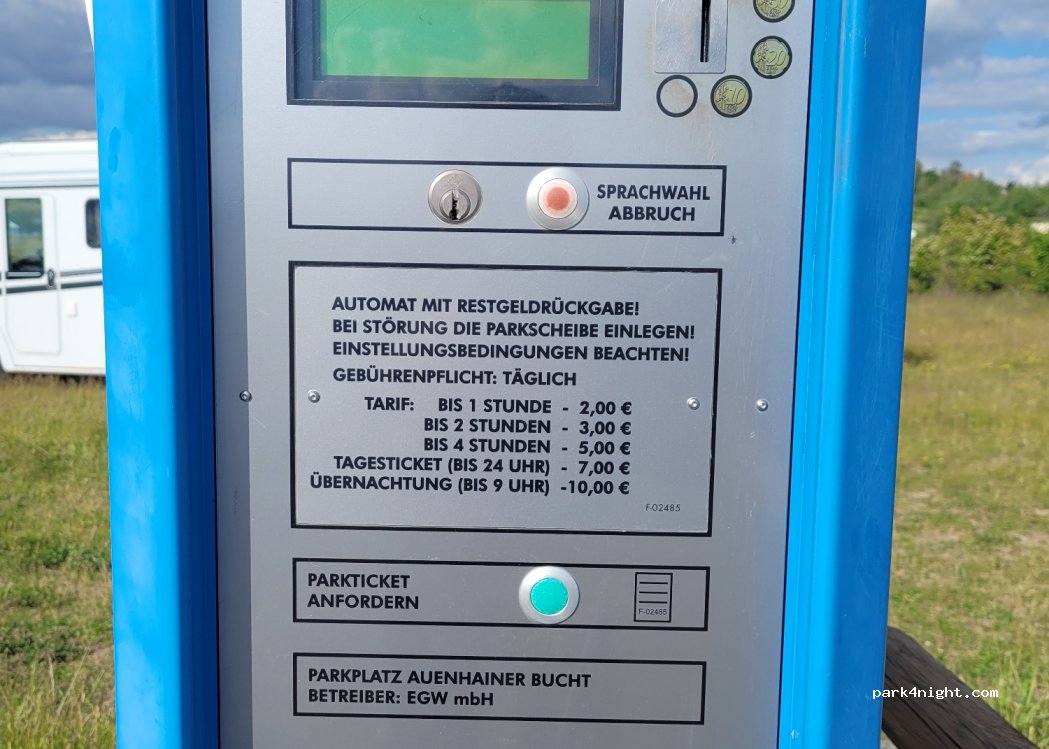 20
10
SPRACHWAHL
ABBRUCH
AUTOMAT MIT RESTGELDRÜCKGABE!
BEI STÖRUNG DIE PARKSCHEIBE EINLEGEN!
EINSTELLUNGSBEDINGUNGEN BEACHTEN!
GEBÜHRENPFLICHT: TÄGLICH
TARIF: BIS 1 STUNDE - 2,00 €
BIS 2 STUNDEN - 3,00 €
BIS 4 STUNDEN - 5,00 €
TAGESTICKET (BIS 24 UHR) - 7,00 €
ÜBERNACHTUNG (BIS 9 UHR) -10,00 €
F-02485
PARKTICKET
ANFORDERN
F-02485
PARKPLATZ AUENHAINER BUCHT
BETREIBER: EGW mbH
park4night.com